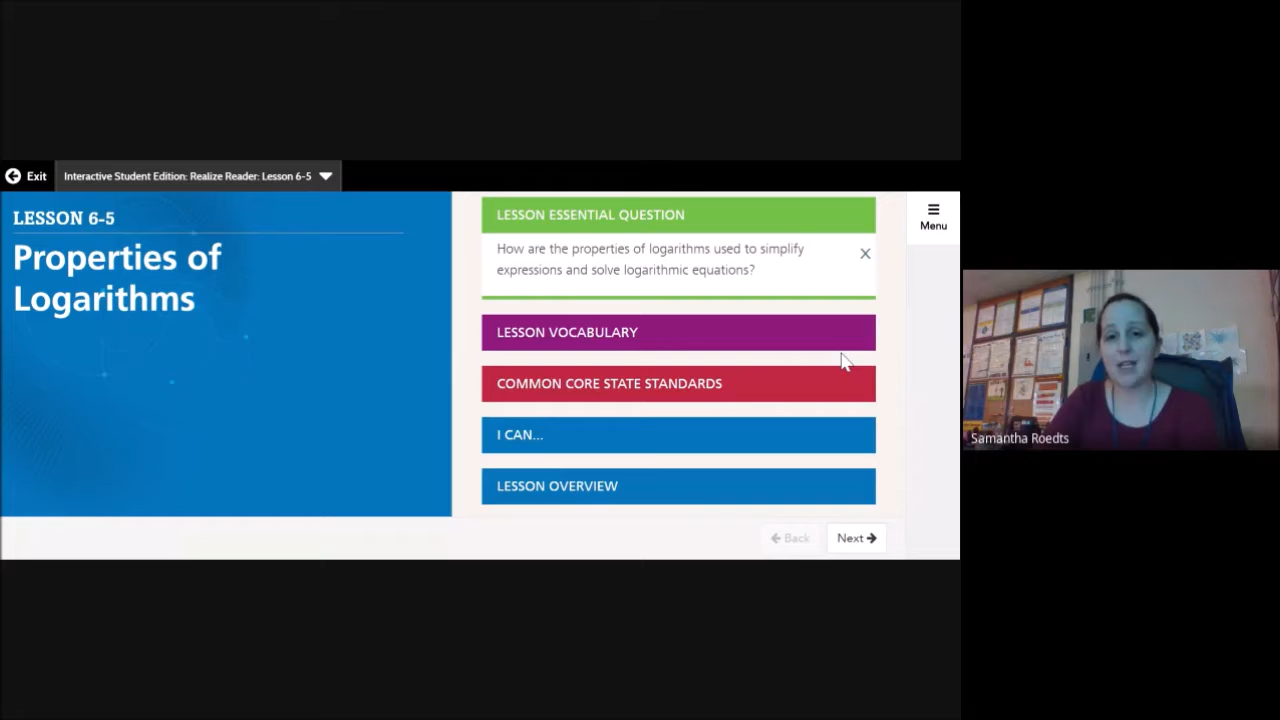 Exit
Interactive Student Edition: Realize Reader: Lesson 6-5
LESSON 6-5
Properties of
Logarithms
LESSON ESSENTIAL QUESTION
How are the properties of logarithms used to simplify
expressions and solve logarithmic equations?
X
LESSON VOCABULARY
COMMON CORE STATE STANDARDS
I CAN...
LESSON OVERVIEW
Back
Next
Menu
Samantha Roedts